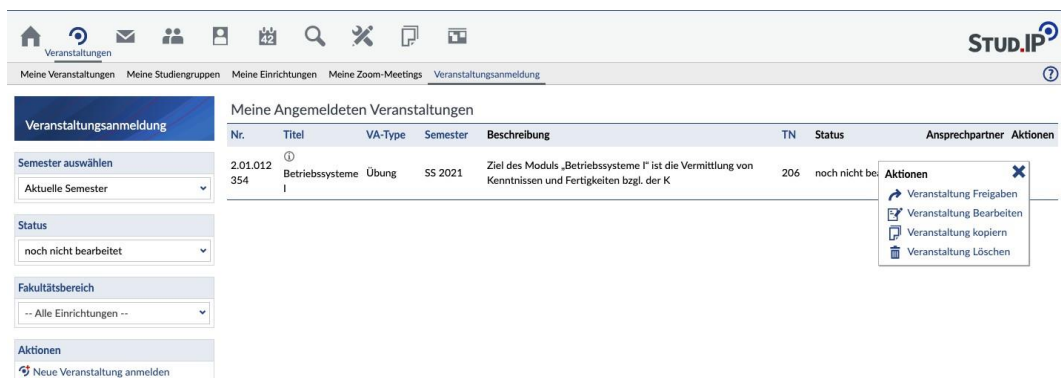 42
Veranstaltungen
STUD.IP
Meine Veranstaltungen Meine Studiengruppen Meine Einrichtungen Meine Zoom-Meetings Veranstaltungsanmeldung
?
Veranstaltungsanmeldung
Semester auswählen
Aktuelle Semester
Status
noch nicht bearbeitet
Fakultätsbereich
-- Alle Einrichtungen --
Aktionen
Neue Veranstaltung anmelden
Meine Angemeldeten Veranstaltungen
Nr. Titel VA-Type Semester Beschreibung TN Status Ansprechpartner Aktionen
2.01.012 Betriebssysteme Übung SS 2021 Ziel des Moduls „Betriebssysteme I" ist die Vermittlung von 206 noch nicht
354 I Kenntnissen und Fertigkeiten bzgl. der K
Aktionen
Veranstaltung Freigaben
Veranstaltung Bearbeiten
Veranstaltung kopieren
Veranstaltung Löschen